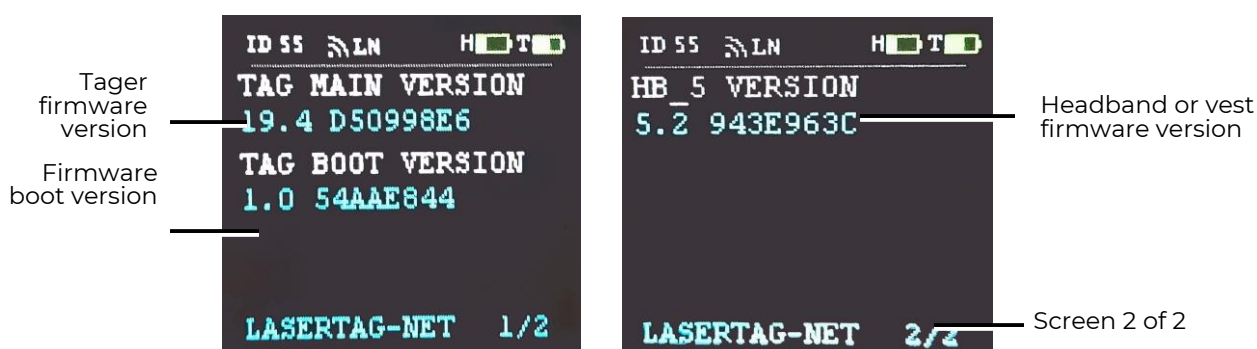 Tager
firmware
version
Firmware
boot version
ID 55 LN H T
TAG MAIN VERSION
19.4 D50998E6
TAG BOOT VERSION
1.0 54AAE844
LASERTAG-NET 1/2
ID 55 LN H T
HB_5 VERSION
5.2 943E963C
LASERTAG-NET 2/2
Headband or vest
firmware version
Screen 2 of 2